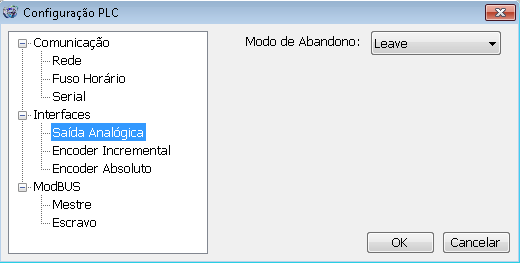 Configuração PLC
Comunicação
Rede
Fuso Horário
Serial
Interfaces
Saída Analógica
Encoder Incremental
Encoder Absoluto
ModBUS
Mestre
Escravo
Modo de Abandono: Leave
OK Cancelar